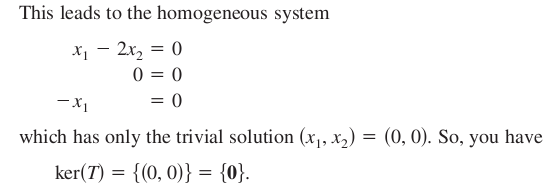 This leads to the homogeneous system
x₁ − 2x₂ = 0
0 = 0
−x₁ = 0
which has only the trivial solution (x₁, x₂) = (0, 0). So, you have
ker(T) = {(0, 0)} = {0}.